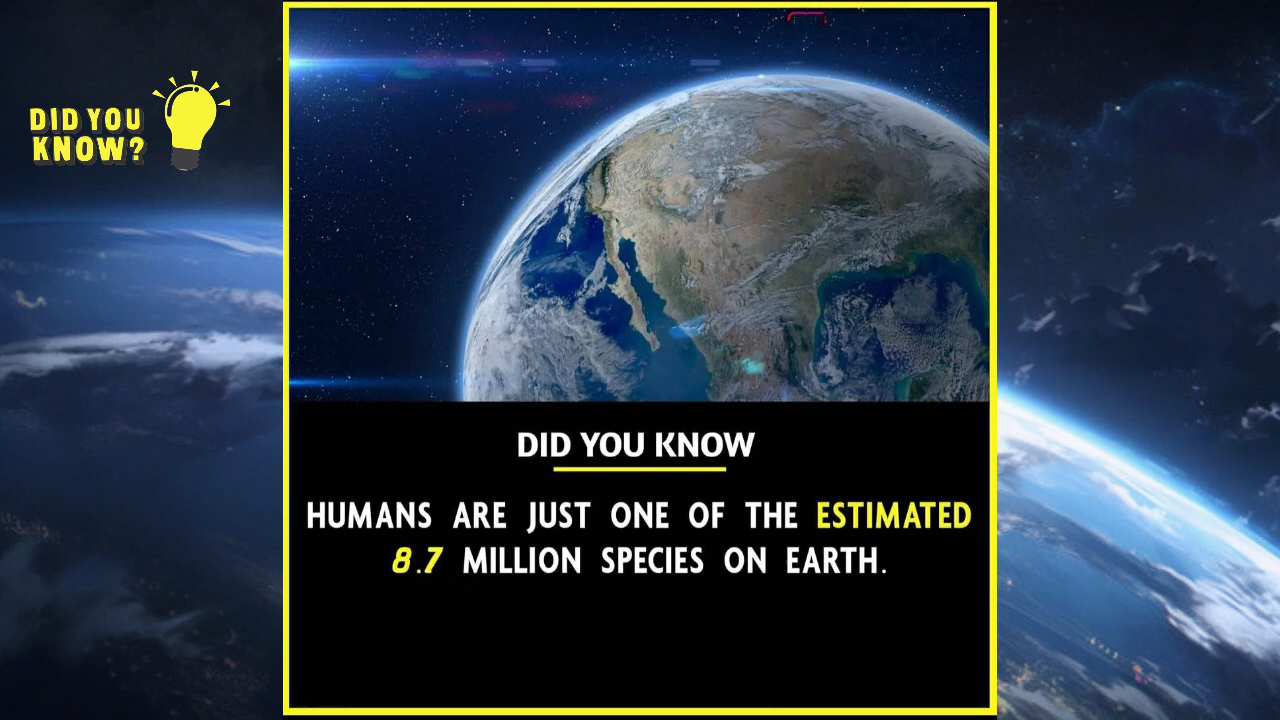 DID YOU
KNOW?
DID YOU KNOW
HUMANS ARE JUST ONE OF THE ESTIMATED
8.7 MILLION SPECIES ON EARTH.